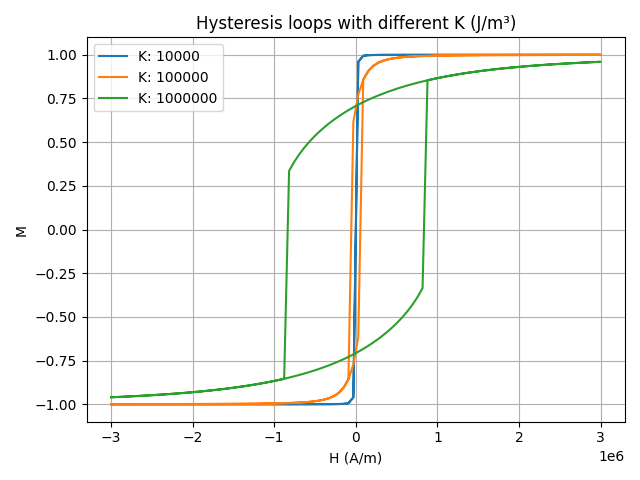 Hysteresis loops with different K (J/m³)
K: 10000
K: 100000
K: 1000000
1.00
0.75
0.50
0.25
0.00
−0.25
−0.50
−0.75
−1.00
M
−3
−2
−1
0
1
2
3
1e6
H (A/m)